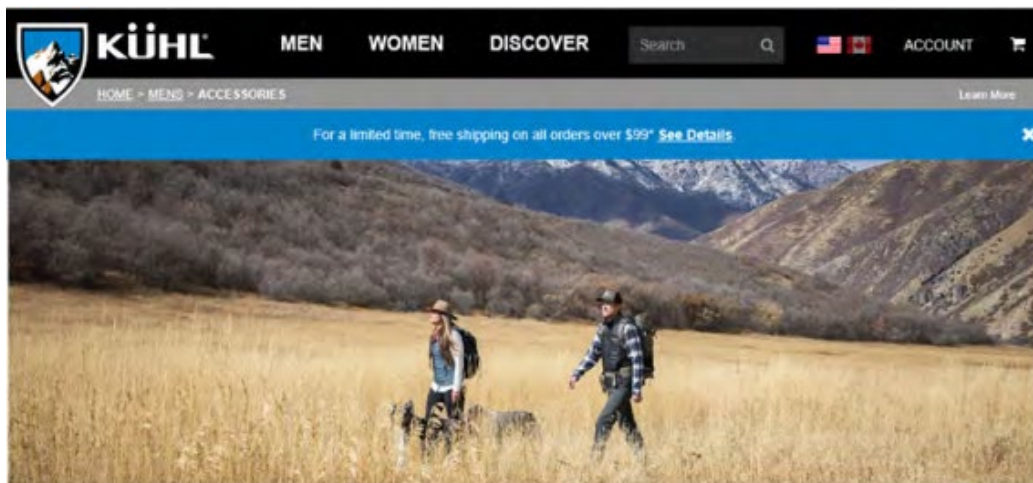 KÜHL MEN WOMEN DISCOVER Search ACCOUNT
HOME > MENS > ACCESSORIES Learn More
For a limited time, free shipping on all orders over $99* See Details.